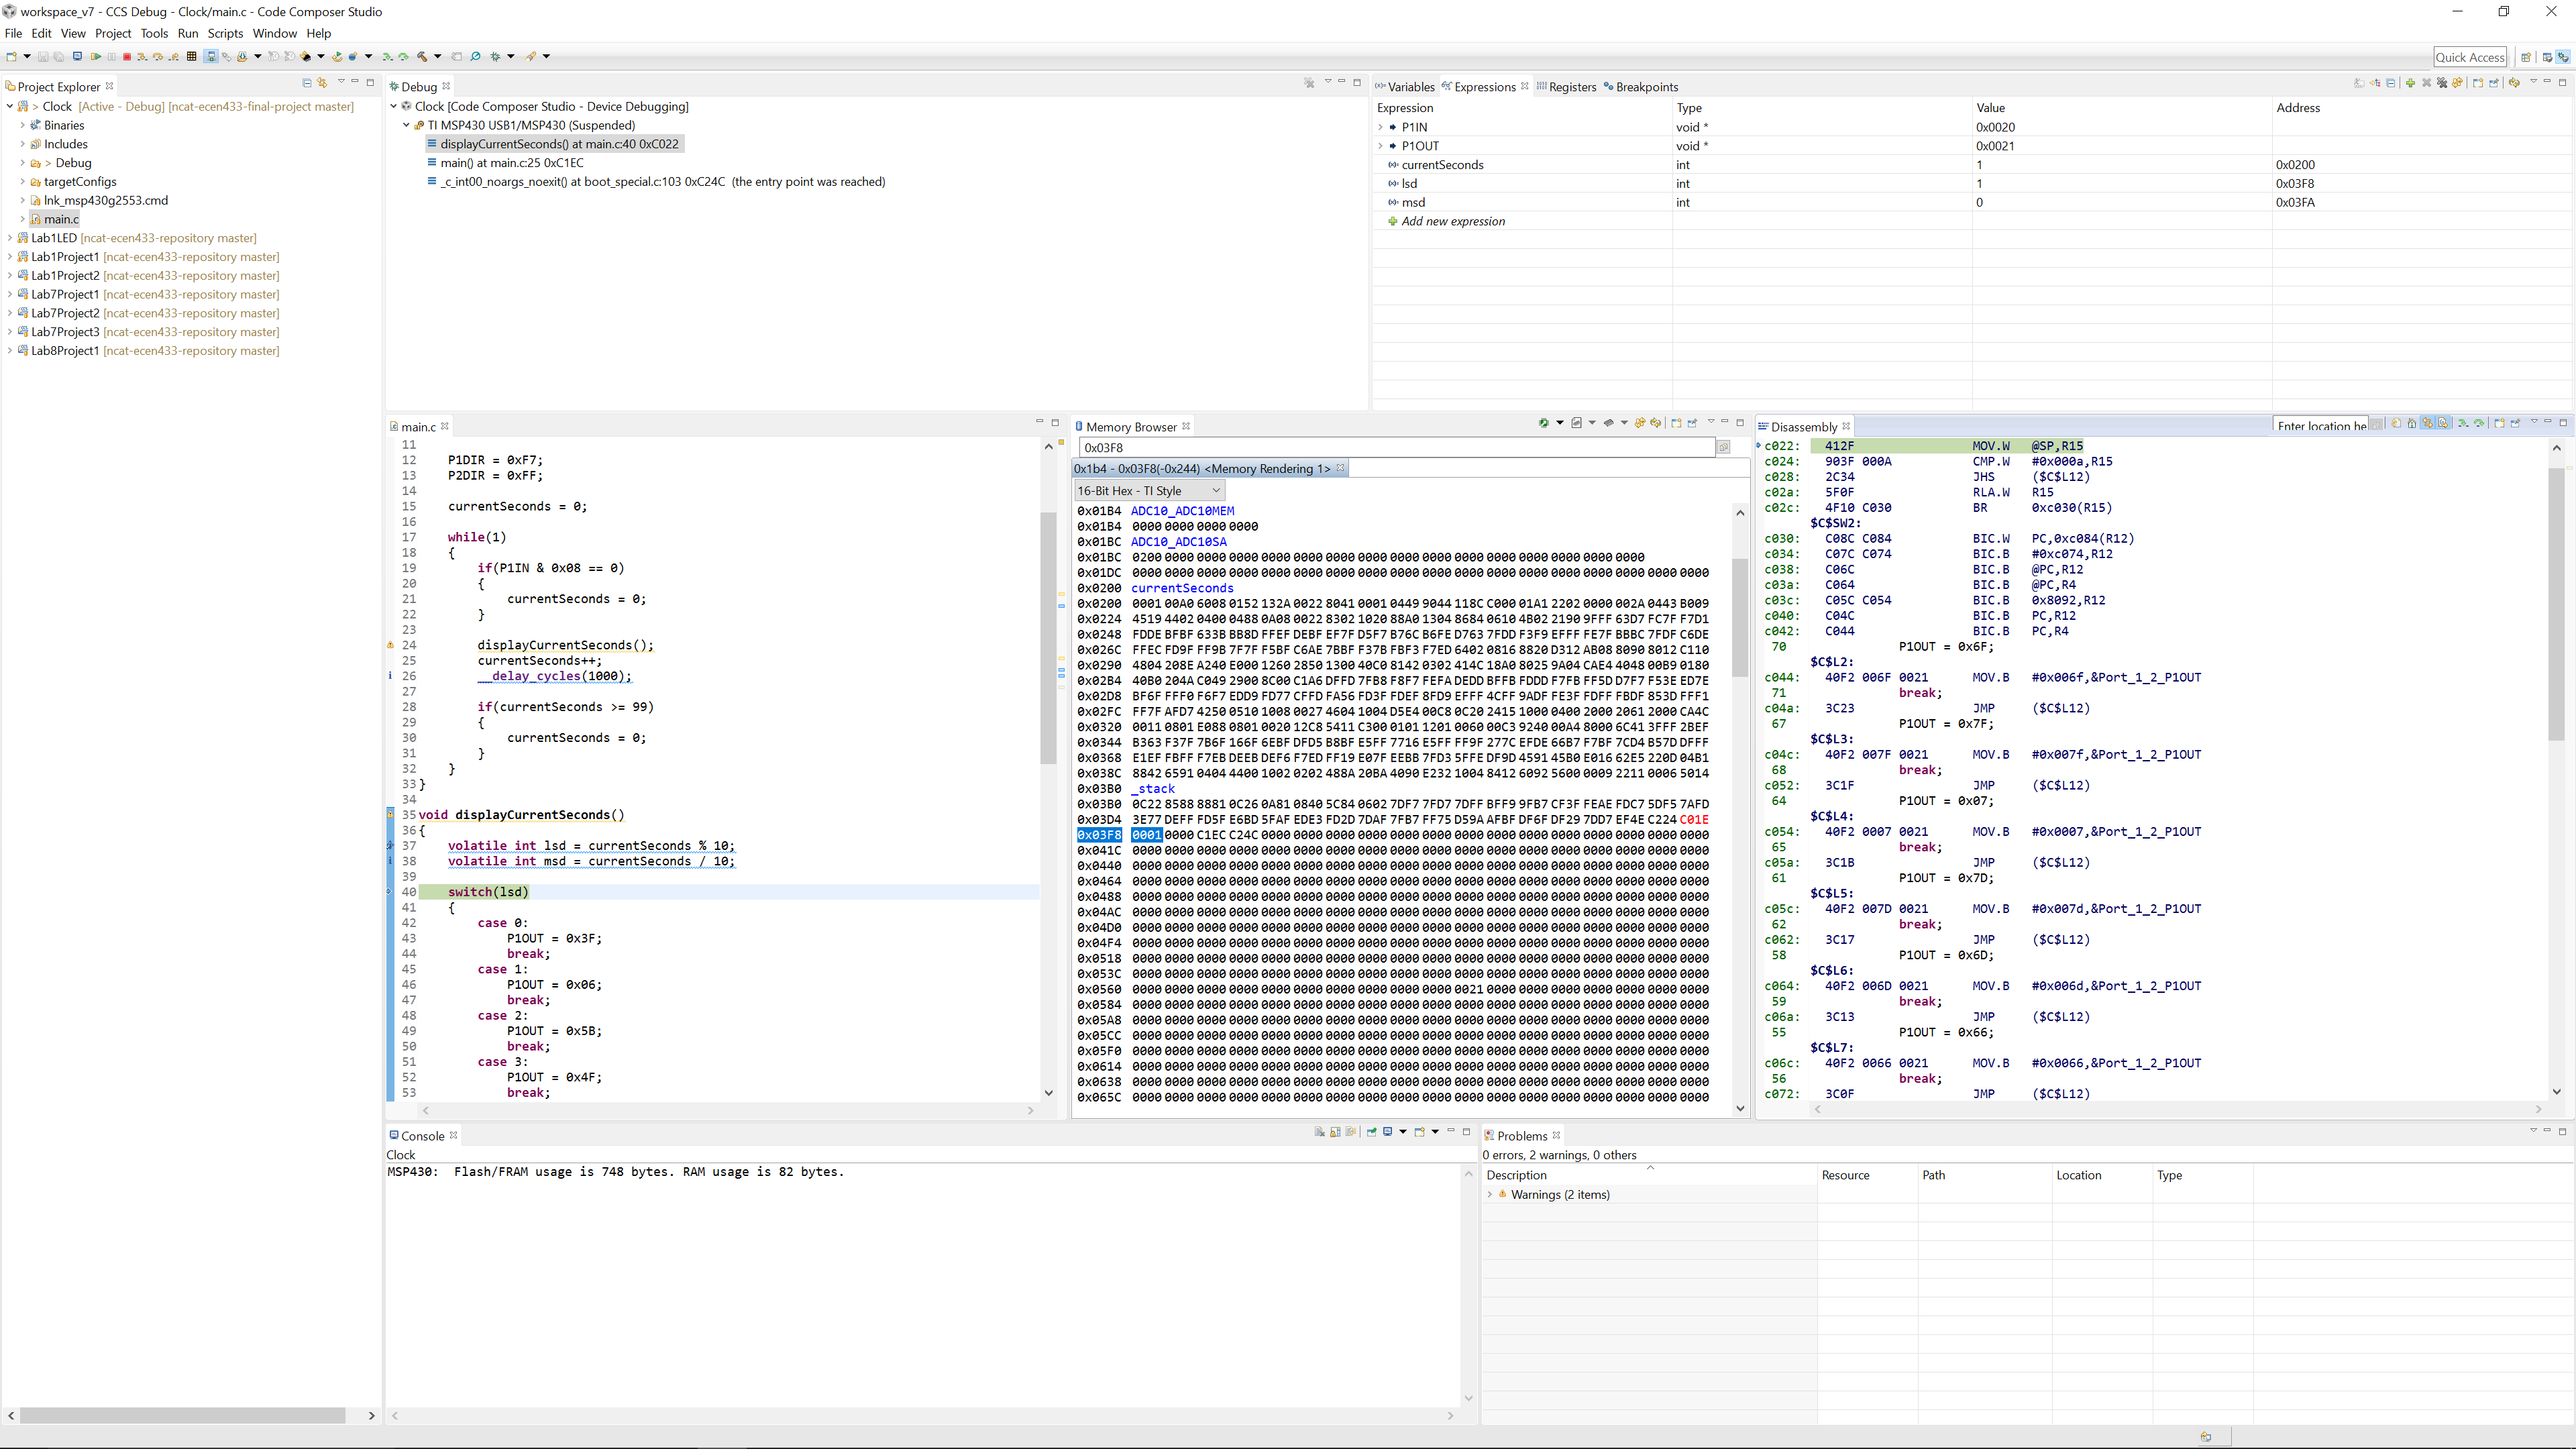 workspace_v7 - CCS Debug - Clock/main.c - Code Composer Studio
File Edit View Project Tools Run Scripts Window Help
Quick Access
Project Explorer
> Clock [Active - Debug] [ncat-ecen433-final-project master]
Binaries
Includes
> Debug
targetConfigs
lnk_msp430g2553.cmd
main.c
Lab1LED [ncat-ecen433-repository master]
Lab1Project1 [ncat-ecen433-repository master]
Lab1Project2 [ncat-ecen433-repository master]
Lab7Project1 [ncat-ecen433-repository master]
Lab7Project2 [ncat-ecen433-repository master]
Lab7Project3 [ncat-ecen433-repository master]
Lab8Project1 [ncat-ecen433-repository master]
Debug
Clock [Code Composer Studio - Device Debugging]
TI MSP430 USB1/MSP430 (Suspended)
displayCurrentSeconds() at main.c:40 0xC022
main() at main.c:25 0xC1EC
_c_int00_noargs_noexit() at boot_special.c:103 0xC24C (the entry point was reached)
Variables Expressions Registers Breakpoints
Expression Type Value Address
P1IN void * 0x0020
P1OUT void * 0x0021
currentSeconds int 1 0x0200
lsd int 1 0x03F8
msd int 0 0x03FA
Add new expression
main.c
11
12 P1DIR = 0xF7;
13 P2DIR = 0xFF;
14
15 currentSeconds = 0;
16
17 while(1)
18 {
19 if(P1IN & 0x08 == 0)
20 {
21 currentSeconds = 0;
22 }
23
24 displayCurrentSeconds();
25 currentSeconds++;
26 __delay_cycles(1000);
27
28 if(currentSeconds >= 99)
29 {
30 currentSeconds = 0;
31 }
32 }
33 }
34
35 void displayCurrentSeconds()
36 {
37 volatile int lsd = currentSeconds % 10;
38 volatile int msd = currentSeconds / 10;
39
40 switch(lsd)
41 {
42 case 0:
43 P1OUT = 0x3F;
44 break;
45 case 1:
46 P1OUT = 0x06;
47 break;
48 case 2:
49 P1OUT = 0x5B;
50 break;
51 case 3:
52 P1OUT = 0x4F;
53 break;
Memory Browser
0x03F8
0x1b4 - 0x03F8(-0x244) <Memory Rendering 1>
16-Bit Hex - TI Style
0x01B4 ADC10_ADC10MEM
0x01B4 0000 0000 0000 0000
0x01BC ADC10_ADC10SA
0x01BC 0200 0000 0000 0000 0000 0000 0000 0000 0000 0000 0000 0000 0000 0000 0000 0000
0x01DC 0000 0000 0000 0000 0000 0000 0000 0000 0000 0000 0000 0000 0000 0000 0000 0000 0000 0000
0x0200 currentSeconds
0x0200 0001 00A0 6008 0152 132A 0022 8041 0001 0449 9044 118C C000 01A1 2202 0000 002A 0443 B009
0x0224 4519 4402 0400 0488 0A08 0022 8302 1020 88A0 1304 8684 0610 4B02 2190 9FFF 63D7 FC7F F7D1
0x0248 FDDE BFBF 633B BB8D FFEF DEBF EF7F D5F7 B76C B6FE D763 7FDD F3F9 EFFF FE7F BBBC 7FDF C6DE
0x026C FFEC FD9F FF9B 7F7F F5BF C6AE 7BBF F37B FBF3 F7ED 6402 0816 8820 D312 AB08 8090 8012 C110
0x0290 4804 208E A240 E000 1260 2850 1300 40C0 8142 0302 414C 18A0 8025 9A04 CAE4 4048 00B9 0180
0x02B4 40B0 204A C049 2900 8C00 C1A6 DFFD 7FB8 F8F7 FEFA DEDD BFFB FDDD F7FB FF5D D7F7 F53E ED7E
0x02D8 BF6F FFF0 F6F7 EDD9 FD77 CFFD FA56 FD3F FDEF 8FD9 EFFF 4CFF 9ADF FE3F FDFF FBDF 853D FFF1
0x02FC FF7F AFD7 4250 0510 1008 0027 4604 1004 D5E4 00C8 0C20 2415 1000 0400 2000 2061 2000 CA4C
0x0320 0011 0801 E088 0801 0020 12C8 5411 C300 0101 1201 0060 00C3 9240 00A4 8000 6C41 3FFF 2BEF
0x0344 B363 F37F 7B6F 166F 6EBF DFD5 B8BF E5FF 7716 E5FF FF9F 277C EFDE 66B7 F7BF 7CD4 B57D DFFF
0x0368 E1EF FBFF F7EB DEEB DEF6 F7ED FF19 E07F EEBB 7FD3 5FFE DF9D 4591 45B0 E016 62E5 220D 04B1
0x038C 8842 6591 0404 4400 1002 0202 488A 20BA 4090 E232 1004 8412 6092 5600 0009 2211 0006 5014
0x03B0 _stack
0x03B0 0C22 8588 8881 0C26 0A81 0840 5C84 0602 7DF7 7FD7 7DFF BFF9 9FB7 CF3F FEAE FDC7 5DF5 7AFD
0x03D4 3E77 DEFF FD5F E6BD 5FAF EDE3 FD2D 7DAF 7FB7 FF75 D59A AFBF DF6F DF29 7DD7 EF4E C224 C01E
0x03F8 0001 0000 C1EC C24C 0000 0000 0000 0000 0000 0000 0000 0000 0000 0000 0000 0000 0000 0000
0x041C 0000 0000 0000 0000 0000 0000 0000 0000 0000 0000 0000 0000 0000 0000 0000 0000 0000 0000
0x0440 0000 0000 0000 0000 0000 0000 0000 0000 0000 0000 0000 0000 0000 0000 0000 0000 0000 0000
0x0464 0000 0000 0000 0000 0000 0000 0000 0000 0000 0000 0000 0000 0000 0000 0000 0000 0000 0000
0x0488 0000 0000 0000 0000 0000 0000 0000 0000 0000 0000 0000 0000 0000 0000 0000 0000 0000 0000
0x04AC 0000 0000 0000 0000 0000 0000 0000 0000 0000 0000 0000 0000 0000 0000 0000 0000 0000 0000
0x04D0 0000 0000 0000 0000 0000 0000 0000 0000 0000 0000 0000 0000 0000 0000 0000 0000 0000 0000
0x04F4 0000 0000 0000 0000 0000 0000 0000 0000 0000 0000 0000 0000 0000 0000 0000 0000 0000 0000
0x0518 0000 0000 0000 0000 0000 0000 0000 0000 0000 0000 0000 0000 0000 0000 0000 0000 0000 0000
0x053C 0000 0000 0000 0000 0000 0000 0000 0000 0000 0000 0000 0000 0000 0000 0000 0000 0000 0000
0x0560 0000 0000 0000 0000 0000 0000 0000 0000 0000 0000 0021 0000 0000 0000 0000 0000 0000 0000
0x0584 0000 0000 0000 0000 0000 0000 0000 0000 0000 0000 0000 0000 0000 0000 0000 0000 0000 0000
0x05A8 0000 0000 0000 0000 0000 0000 0000 0000 0000 0000 0000 0000 0000 0000 0000 0000 0000 0000
0x05CC 0000 0000 0000 0000 0000 0000 0000 0000 0000 0000 0000 0000 0000 0000 0000 0000 0000 0000
0x05F0 0000 0000 0000 0000 0000 0000 0000 0000 0000 0000 0000 0000 0000 0000 0000 0000 0000 0000
0x0614 0000 0000 0000 0000 0000 0000 0000 0000 0000 0000 0000 0000 0000 0000 0000 0000 0000 0000
0x0638 0000 0000 0000 0000 0000 0000 0000 0000 0000 0000 0000 0000 0000 0000 0000 0000 0000 0000
0x065C 0000 0000 0000 0000 0000 0000 0000 0000 0000 0000 0000 0000 0000 0000 0000 0000 0000 0000
Disassembly
Enter location he
c022: 412F MOV.W @SP,R15
c024: 903F 000A CMP.W #0x000a,R15
c028: 2C34 JHS ($C$L12)
c02a: 5F0F RLA.W R15
c02c: 4F10 C030 BR 0xc030(R15)
$C$SW2:
c030: C08C C084 BIC.W PC,0xc084(R12)
c034: C07C C074 BIC.B #0xc074,R12
c038: C06C BIC.B @PC,R12
c03a: C064 BIC.B @PC,R4
c03c: C05C C054 BIC.B 0x8092,R12
c040: C04C BIC.B PC,R12
c042: C044 BIC.B PC,R4
70 P1OUT = 0x6F;
$C$L2:
c044: 40F2 006F 0021 MOV.B #0x006f,&Port_1_2_P1OUT
71 break;
c04a: 3C23 JMP ($C$L12)
67 P1OUT = 0x7F;
$C$L3:
c04c: 40F2 007F 0021 MOV.B #0x007f,&Port_1_2_P1OUT
68 break;
c052: 3C1F JMP ($C$L12)
64 P1OUT = 0x07;
$C$L4:
c054: 40F2 0007 0021 MOV.B #0x0007,&Port_1_2_P1OUT
65 break;
c05a: 3C1B JMP ($C$L12)
61 P1OUT = 0x7D;
$C$L5:
c05c: 40F2 007D 0021 MOV.B #0x007d,&Port_1_2_P1OUT
62 break;
c062: 3C17 JMP ($C$L12)
58 P1OUT = 0x6D;
$C$L6:
c064: 40F2 006D 0021 MOV.B #0x006d,&Port_1_2_P1OUT
59 break;
c06a: 3C13 JMP ($C$L12)
55 P1OUT = 0x66;
$C$L7:
c06c: 40F2 0066 0021 MOV.B #0x0066,&Port_1_2_P1OUT
56 break;
c072: 3C0F JMP ($C$L12)
Console
Clock
MSP430: Flash/FRAM usage is 748 bytes. RAM usage is 82 bytes.
Problems
0 errors, 2 warnings, 0 others
Description Resource Path Location Type
Warnings (2 items)